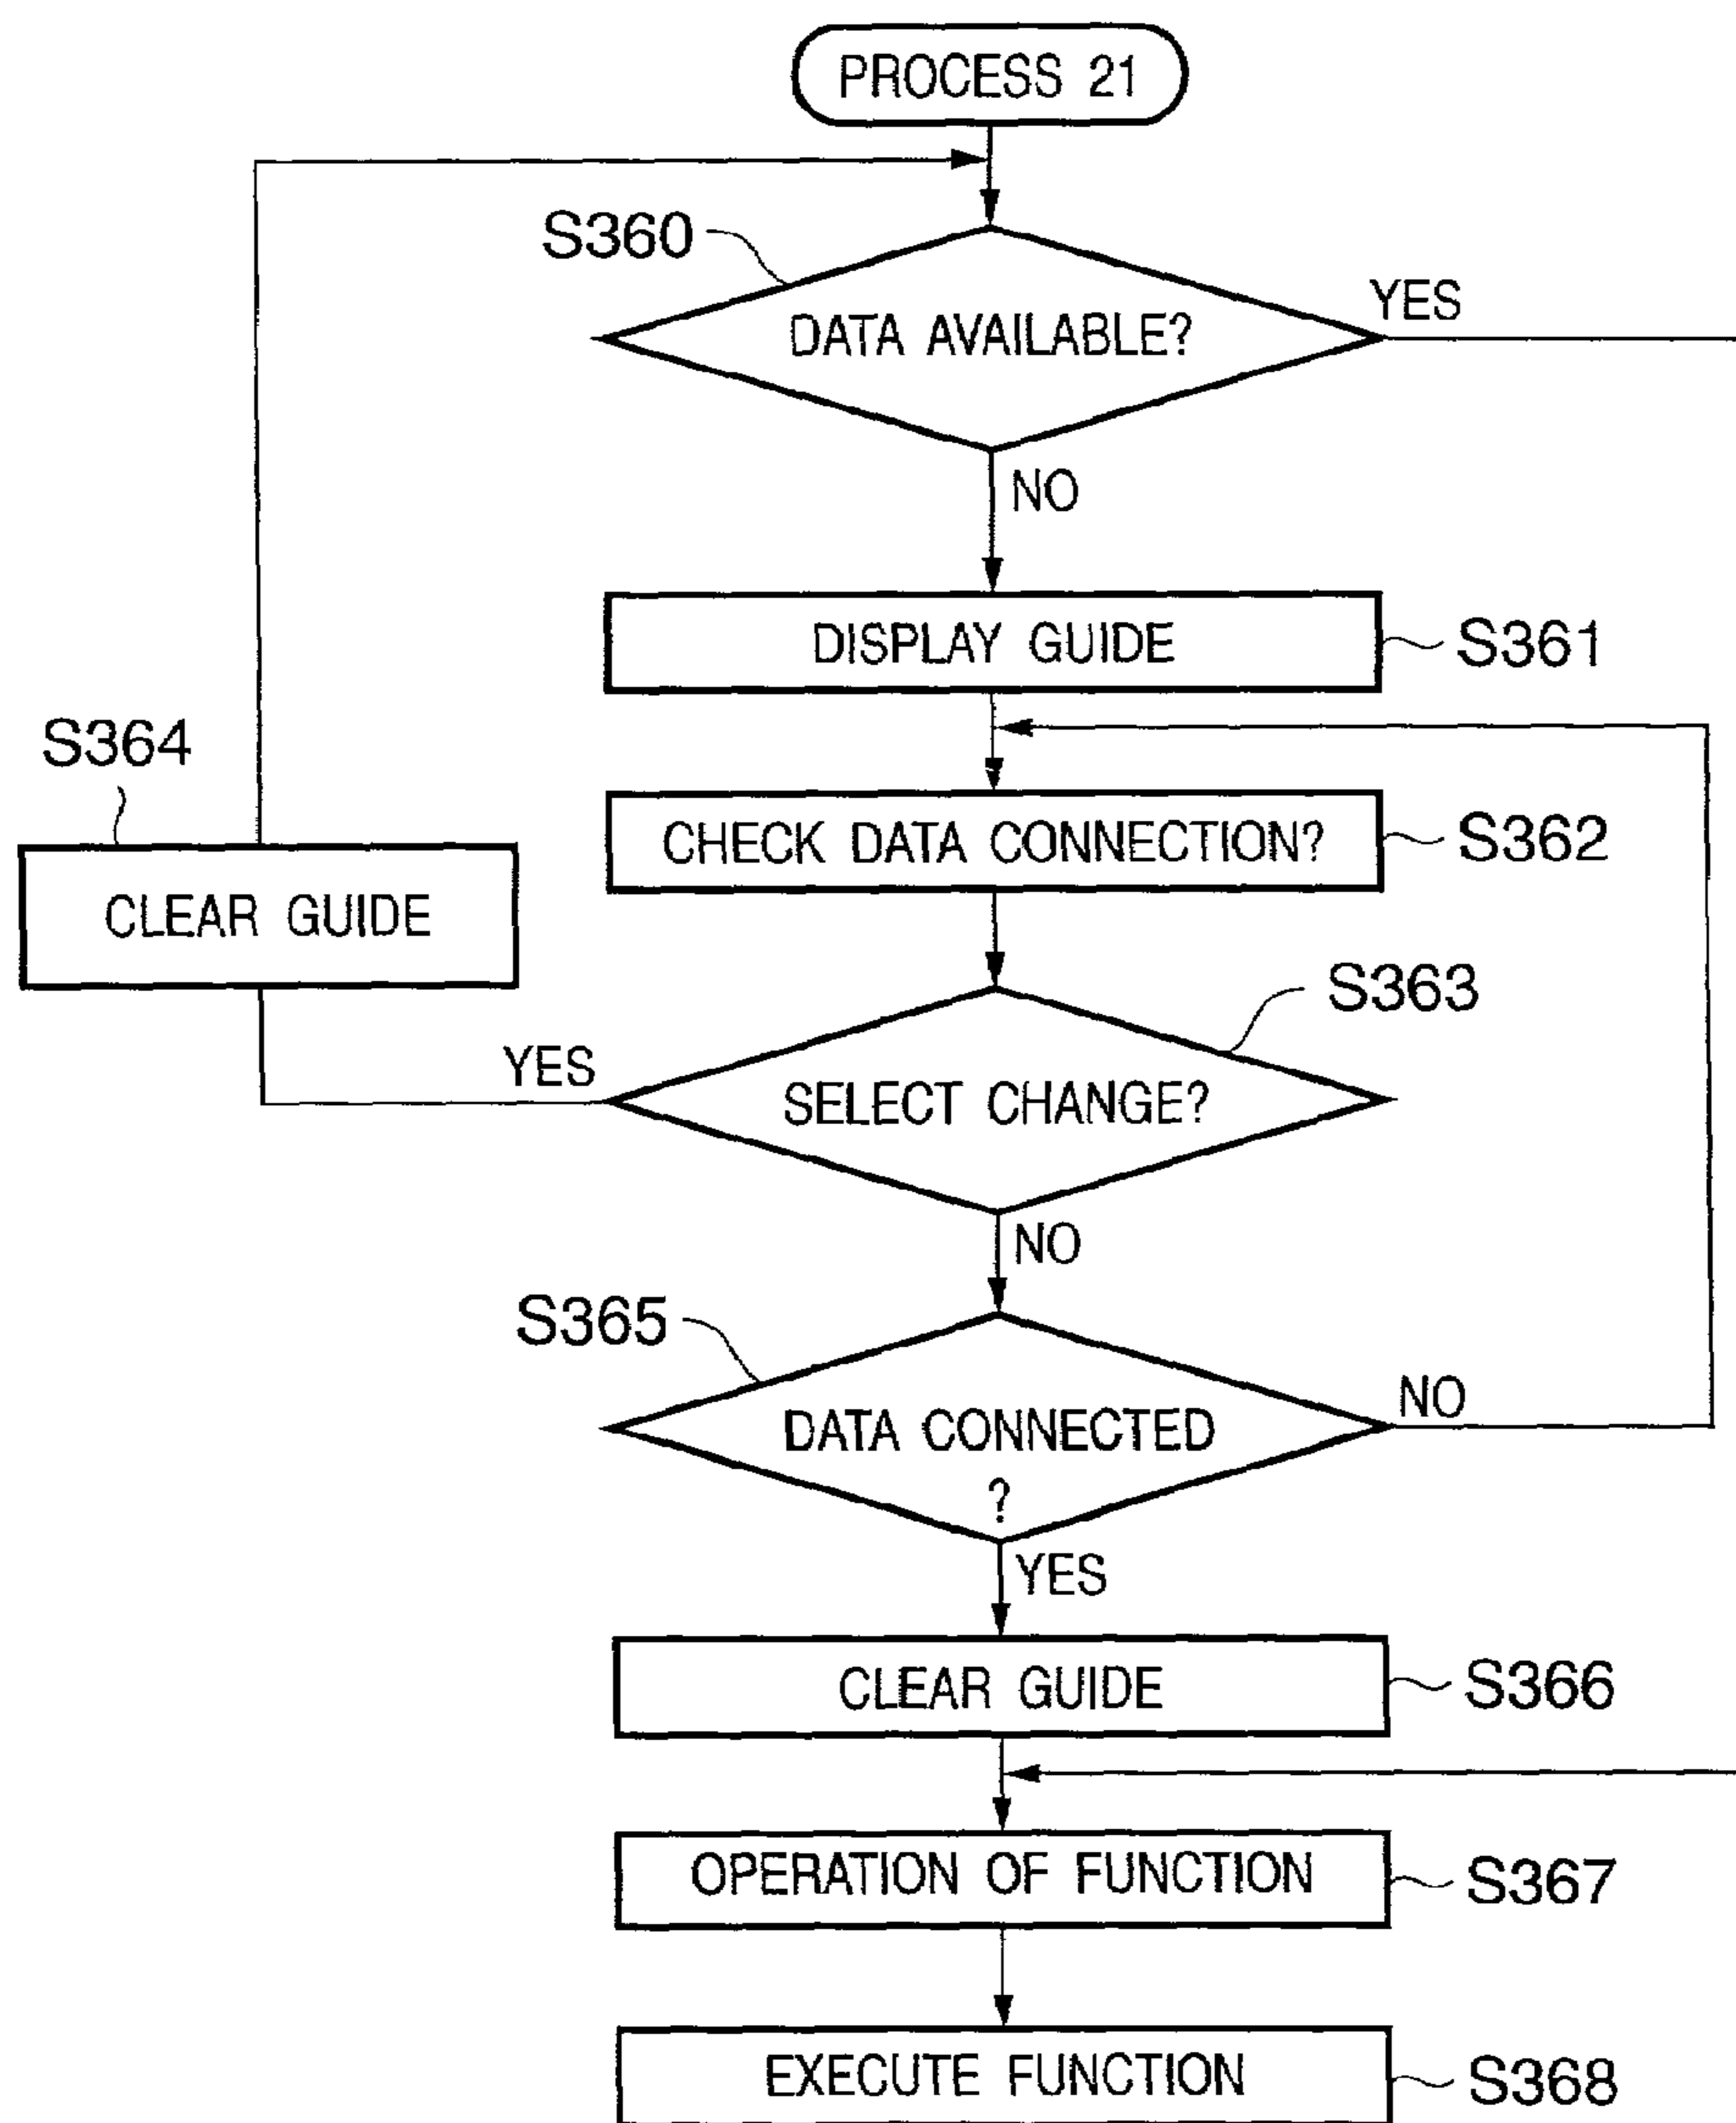 PROCESS 21
S360
DATA AVAILABLE?
YES
NO
DISPLAY GUIDE
S361
S364
CLEAR GUIDE
CHECK DATA CONNECTION?
S362
S363
YES
SELECT CHANGE?
NO
S365
DATA CONNECTED
?
NO
YES
CLEAR GUIDE
S366
OPERATION OF FUNCTION
S367
EXECUTE FUNCTION
S368